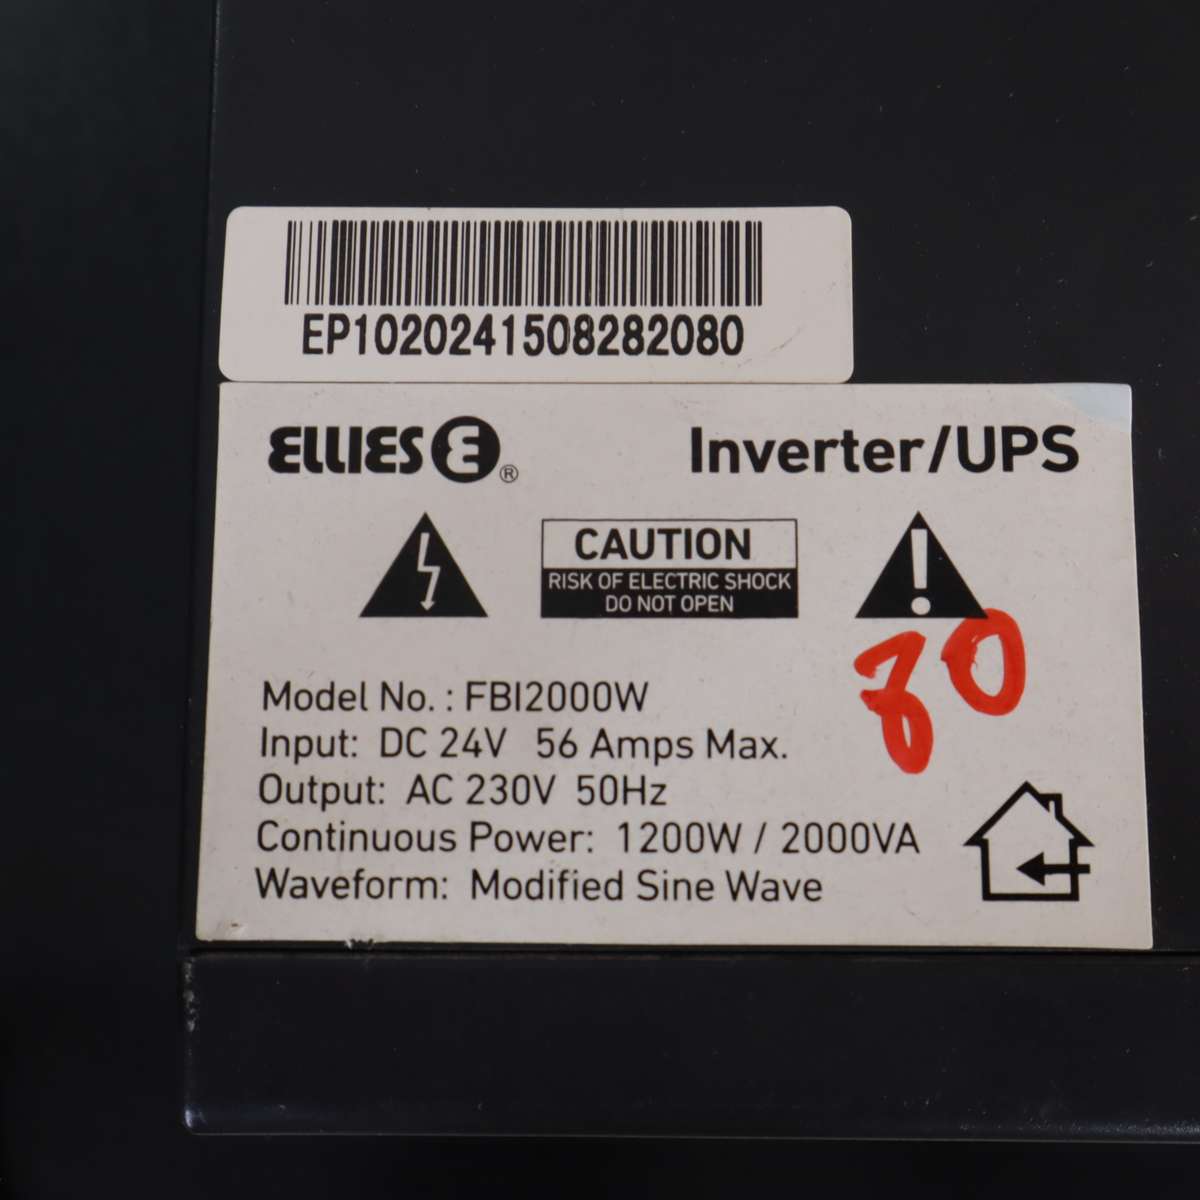 EP1020241508282080
ELLIES E ®
Inverter/UPS
CAUTION
RISK OF ELECTRIC SHOCK
DO NOT OPEN
80
Model No. : FBI2000W
Input: DC 24V 56 Amps Max.
Output: AC 230V 50Hz
Continuous Power: 1200W / 2000VA
Waveform: Modified Sine Wave